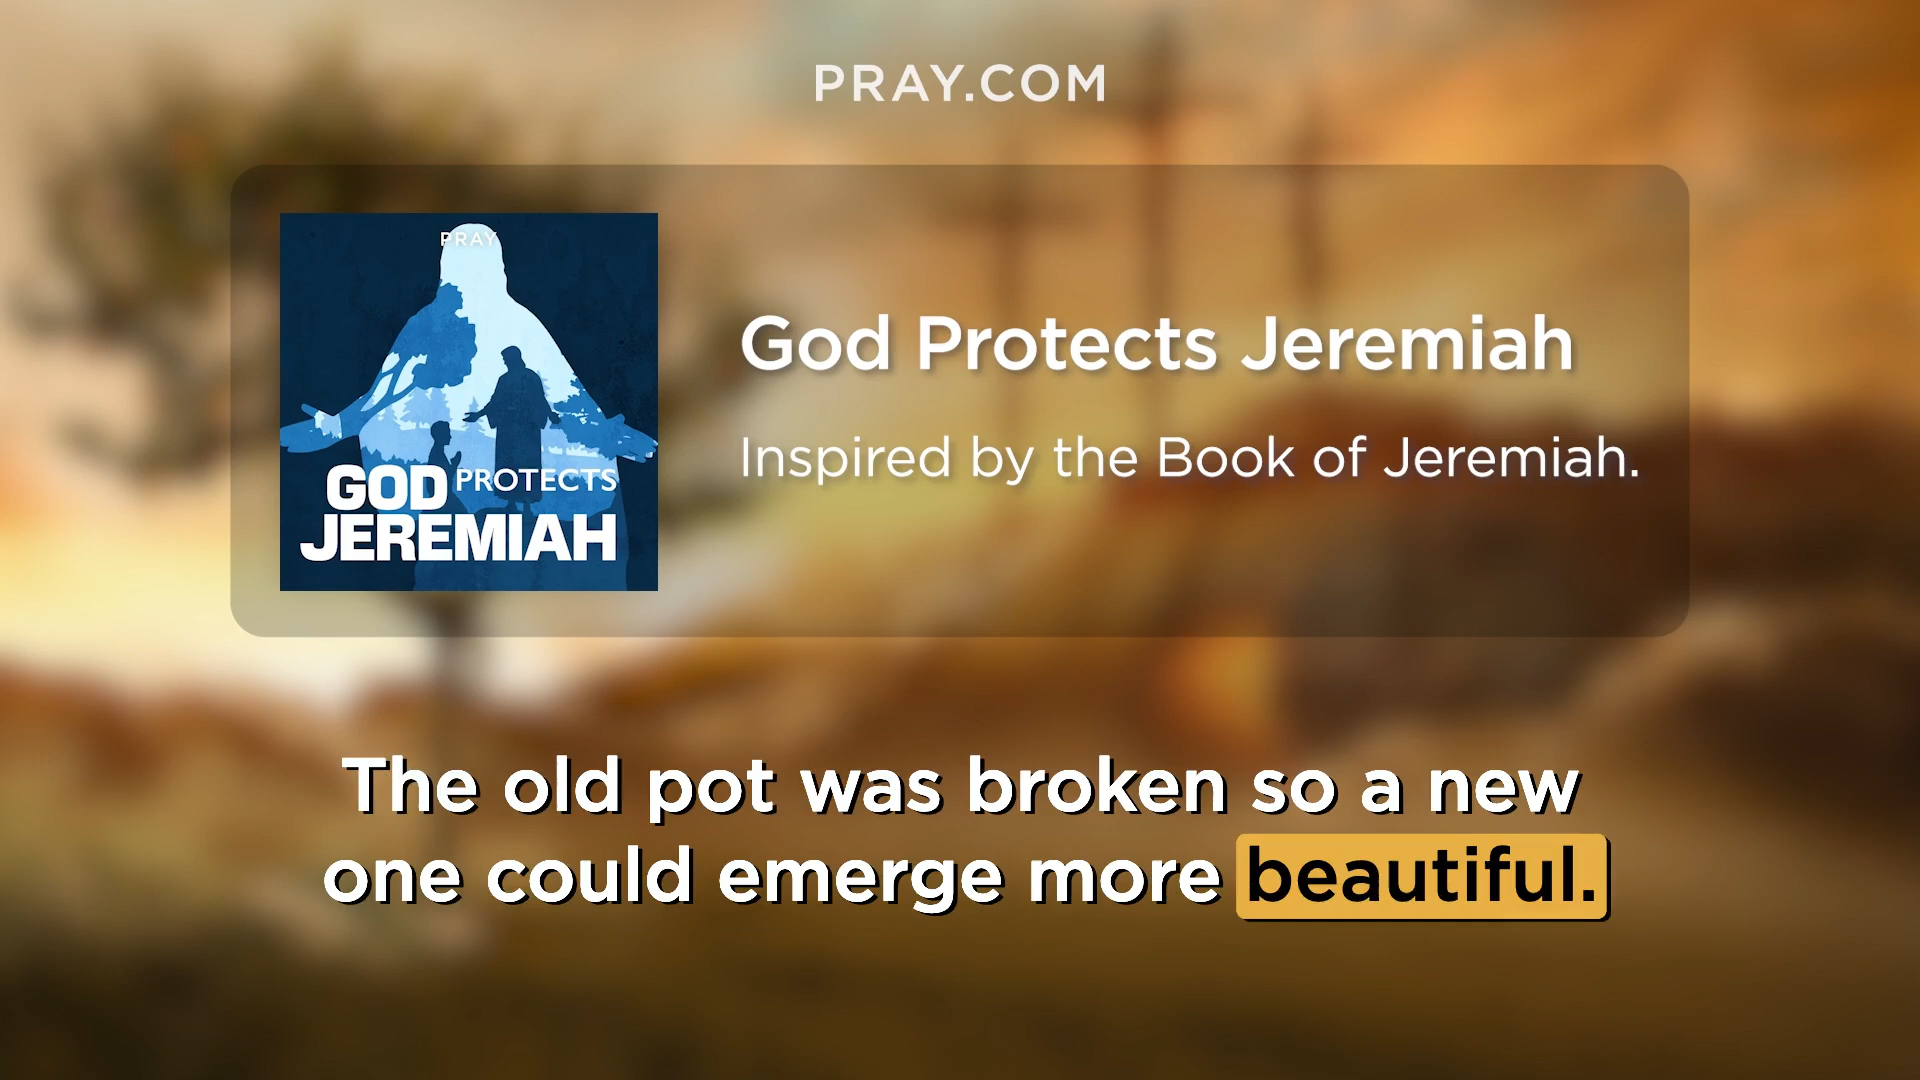 PRAY.COM
PRAY
GOD PROTECTS
JEREMIAH
God Protects Jeremiah
Inspired by the Book of Jeremiah.
The old pot was broken so a new
one could emerge more beautiful.